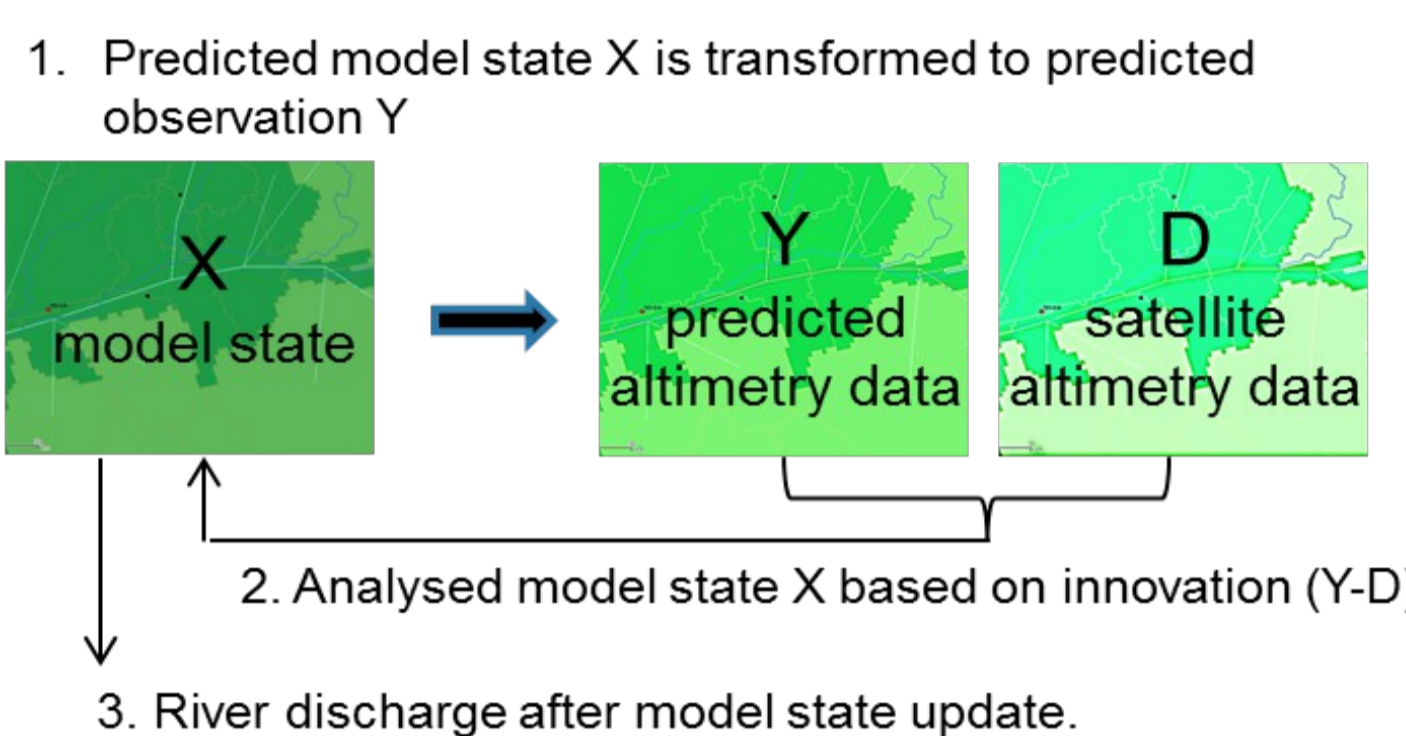 1. Predicted model state X is transformed to predicted
observation Y
X
model state
Y
predicted
altimetry data
D
satellite
altimetry data
2. Analysed model state X based on innovation (Y-D)
3. River discharge after model state update.